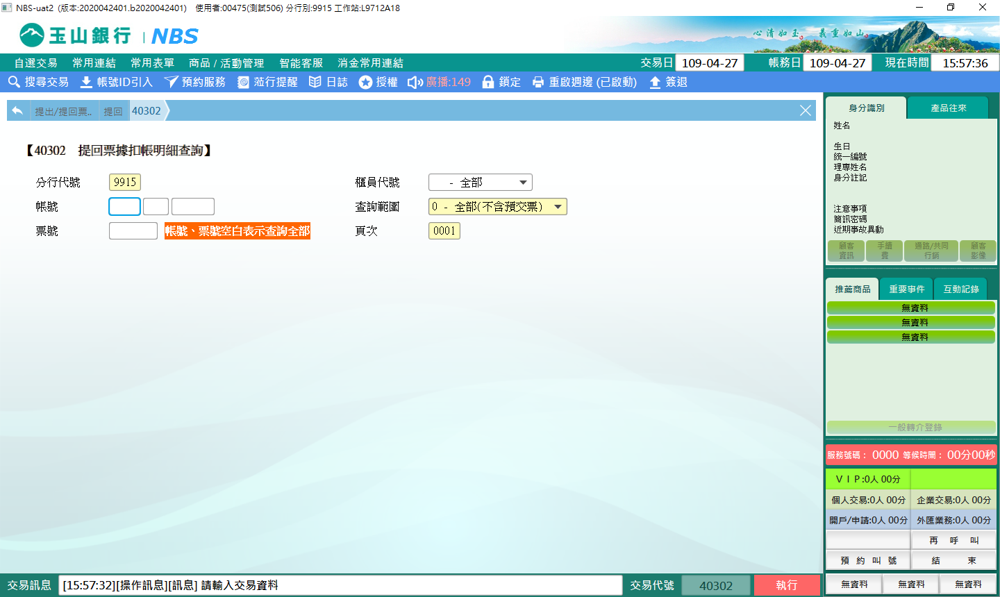 NBS-uat2 (版本:2020042401.b2020042401) 使用者:00475(測試506) 分行別:9915 工作站:L9712A18
玉山銀行 NBS
心清如玉 義重如山
自選交易 常用連結 常用表單 商品 / 活動管理 智能客服 消金常用連結 交易日 109-04-27 帳務日 109-04-27 現在時間 15:57:36
搜尋交易 帳號ID引入 預約服務 蒞行提醒 日誌 授權 廣播:149 鎖定 重啟週邊 (已啟動) 簽退
提出/提回票.. 提回 40302
【40302 提回票據扣帳明細查詢】
分行代號 9915 櫃員代號 - 全部
帳號 查詢範圍 0 - 全部(不含預交票)
票號 帳號、票號空白表示查詢全部 頁次 0001
身分識別 產品往來
姓名
生日
統一編號
理專姓名
身分註記
注意事項
簡訊密碼
近期事故異動
顧客資訊 手續費 通路/共同行銷 顧客影像
推薦商品 重要事件 互動記錄
無資料
無資料
無資料
一般轉介登錄
服務號碼： 0000 等候時間： 00分00秒
ＶＩＰ:0人 00分
個人交易:0人 00分 企業交易:0人 00分
開戶/申請:0人 00分 外匯業務:0人 00分
再 呼 叫
預 約 叫 號 結 束
無資料 無資料 無資料
交易訊息 [15:57:32][操作訊息][訊息] 請輸入交易資料 交易代號 40302 執行